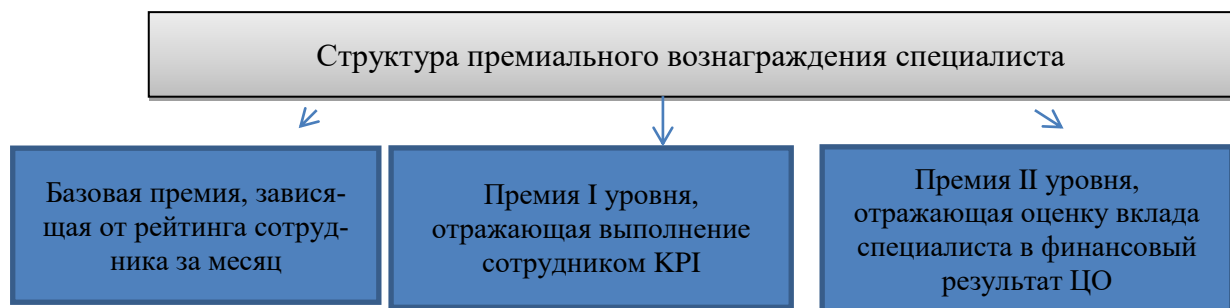 Структура премиального вознаграждения специалиста
Базовая премия, завися-
щая от рейтинга сотруд-
ника за месяц
Премия I уровня,
отражающая выполнение
сотрудником KPI
Премия II уровня,
отражающая оценку вклада
специалиста в финансовый
результат ЦО